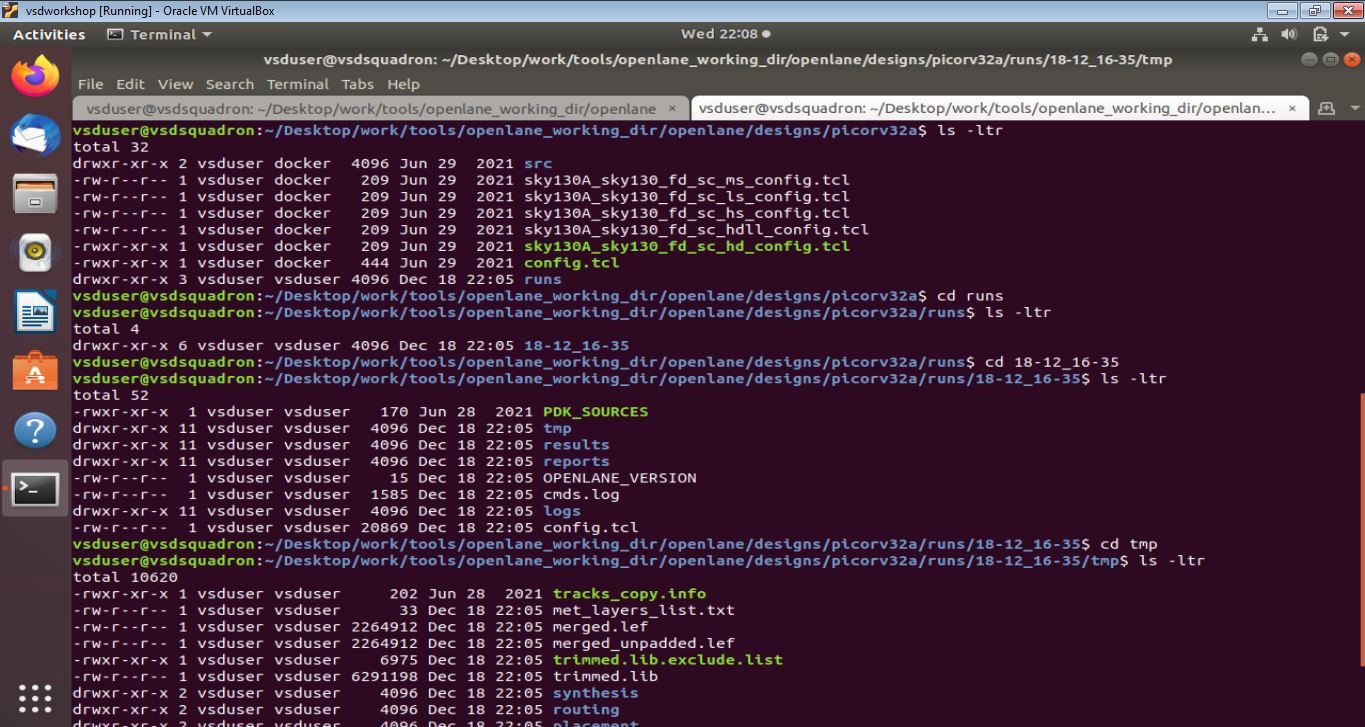 vsdworkshop [Running] - Oracle VM VirtualBox
Activities Terminal Wed 22:08
vsduser@vsdsquadron: ~/Desktop/work/tools/openlane_working_dir/openlane/designs/picorv32a/runs/18-12_16-35/tmp
File Edit View Search Terminal Tabs Help
vsduser@vsdsquadron: ~/Desktop/work/tools/openlane_working_dir/openlane × vsduser@vsdsquadron: ~/Desktop/work/tools/openlane_working_dir/openlan... ×
vsduser@vsdsquadron:~/Desktop/work/tools/openlane_working_dir/openlane/designs/picorv32a$ ls -ltr
total 32
drwxr-xr-x 2 vsduser docker 4096 Jun 29 2021 src
-rw-r--r-- 1 vsduser docker 209 Jun 29 2021 sky130A_sky130_fd_sc_ms_config.tcl
-rw-r--r-- 1 vsduser docker 209 Jun 29 2021 sky130A_sky130_fd_sc_ls_config.tcl
-rw-r--r-- 1 vsduser docker 209 Jun 29 2021 sky130A_sky130_fd_sc_hs_config.tcl
-rw-r--r-- 1 vsduser docker 209 Jun 29 2021 sky130A_sky130_fd_sc_hdll_config.tcl
-rwxr-xr-x 1 vsduser docker 209 Jun 29 2021 sky130A_sky130_fd_sc_hd_config.tcl
-rwxr-xr-x 1 vsduser docker 444 Jun 29 2021 config.tcl
drwxr-xr-x 3 vsduser vsduser 4096 Dec 18 22:05 runs
vsduser@vsdsquadron:~/Desktop/work/tools/openlane_working_dir/openlane/designs/picorv32a$ cd runs
vsduser@vsdsquadron:~/Desktop/work/tools/openlane_working_dir/openlane/designs/picorv32a/runs$ ls -ltr
total 4
drwxr-xr-x 6 vsduser vsduser 4096 Dec 18 22:05 18-12_16-35
vsduser@vsdsquadron:~/Desktop/work/tools/openlane_working_dir/openlane/designs/picorv32a/runs$ cd 18-12_16-35
vsduser@vsdsquadron:~/Desktop/work/tools/openlane_working_dir/openlane/designs/picorv32a/runs/18-12_16-35$ ls -ltr
total 52
-rwxr-xr-x 1 vsduser vsduser 170 Jun 28 2021 PDK_SOURCES
drwxr-xr-x 11 vsduser vsduser 4096 Dec 18 22:05 tmp
drwxr-xr-x 11 vsduser vsduser 4096 Dec 18 22:05 results
drwxr-xr-x 11 vsduser vsduser 4096 Dec 18 22:05 reports
-rw-r--r-- 1 vsduser vsduser 15 Dec 18 22:05 OPENLANE_VERSION
-rw-r--r-- 1 vsduser vsduser 1585 Dec 18 22:05 cmds.log
drwxr-xr-x 11 vsduser vsduser 4096 Dec 18 22:05 logs
-rw-r--r-- 1 vsduser vsduser 20869 Dec 18 22:05 config.tcl
vsduser@vsdsquadron:~/Desktop/work/tools/openlane_working_dir/openlane/designs/picorv32a/runs/18-12_16-35$ cd tmp
vsduser@vsdsquadron:~/Desktop/work/tools/openlane_working_dir/openlane/designs/picorv32a/runs/18-12_16-35/tmp$ ls -ltr
total 10620
-rwxr-xr-x 1 vsduser vsduser 202 Jun 28 2021 tracks_copy.info
-rw-r--r-- 1 vsduser vsduser 33 Dec 18 22:05 met_layers_list.txt
-rw-r--r-- 1 vsduser vsduser 2264912 Dec 18 22:05 merged.lef
-rw-r--r-- 1 vsduser vsduser 2264912 Dec 18 22:05 merged_unpadded.lef
-rwxr-xr-x 1 vsduser vsduser 6975 Dec 18 22:05 trimmed.lib.exclude.list
-rw-r--r-- 1 vsduser vsduser 6291198 Dec 18 22:05 trimmed.lib
drwxr-xr-x 2 vsduser vsduser 4096 Dec 18 22:05 synthesis
drwxr-xr-x 2 vsduser vsduser 4096 Dec 18 22:05 routing
drwxr-xr-x 2 vsduser vsduser 4096 Dec 18 22:05 placement